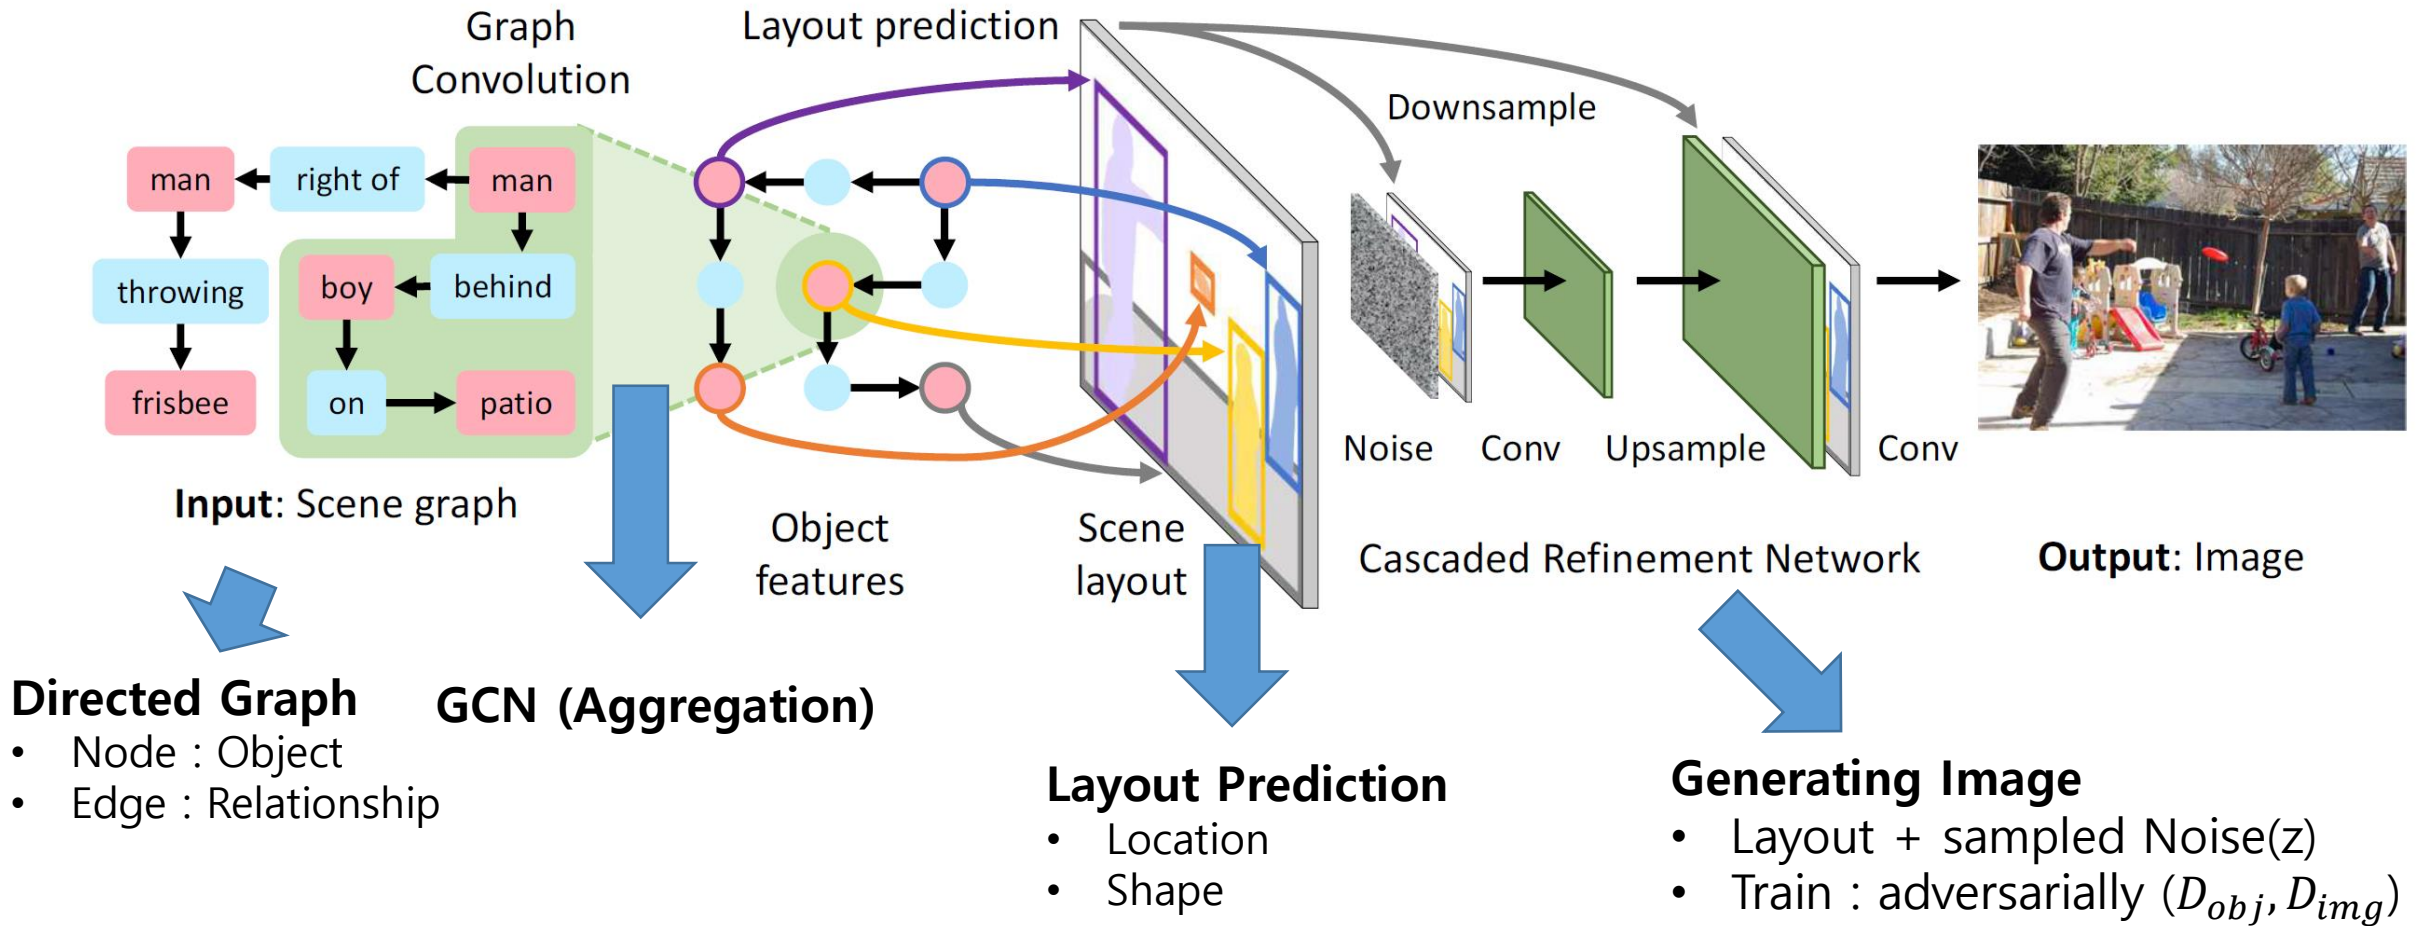 Graph
Convolution
Layout prediction
Downsample
man
right of
man
throwing
boy
behind
frisbee
on
patio
Noise
Conv
Upsample
Conv
Input: Scene graph
Object
features
Scene
layout
Cascaded Refinement Network
Output: Image
Directed Graph
• Node : Object
• Edge : Relationship
GCN (Aggregation)
Layout Prediction
• Location
• Shape
Generating Image
• Layout + sampled Noise(z)
• Train : adversarially (D_obj, D_img)